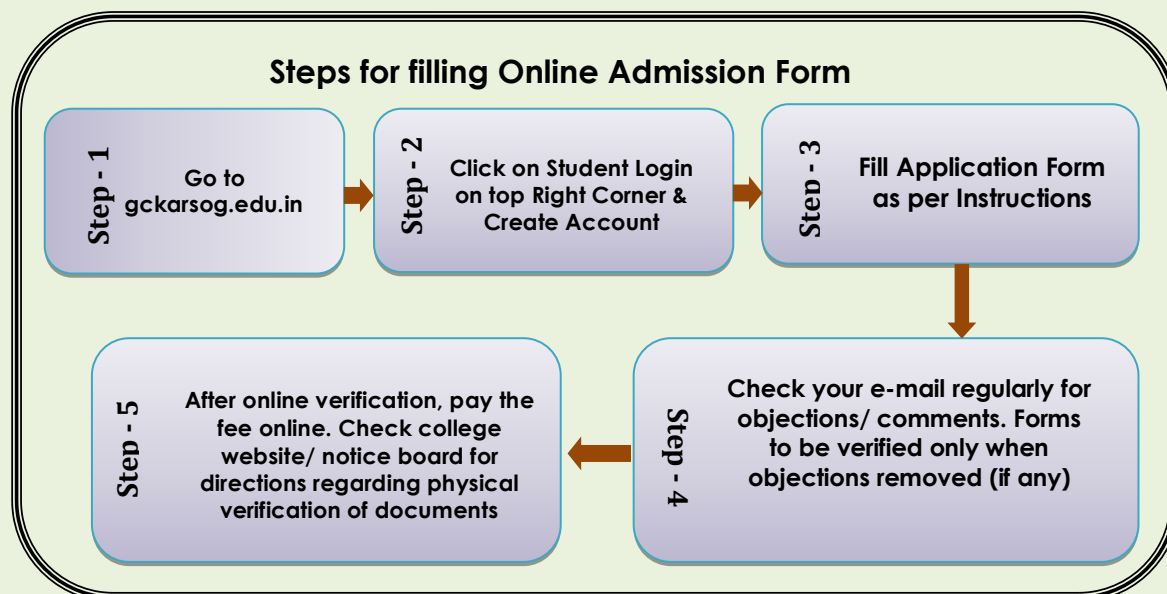 Steps for filling Online Admission Form
Step - 1
Go to
gckarsog.edu.in
Step - 2
Click on Student Login
on top Right Corner &
Create Account
Step - 3
Fill Application Form
as per Instructions
Step - 4
Check your e-mail regularly for
objections/ comments. Forms
to be verified only when
objections removed (if any)
Step - 5
After online verification, pay the
fee online. Check college
website/ notice board for
directions regarding physical
verification of documents